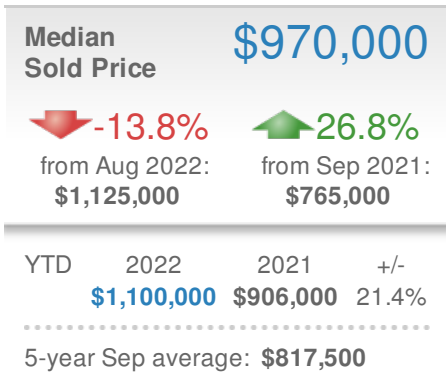 Median $970,000
Sold Price
-13.8% 26.8%
from Aug 2022: from Sep 2021:
$1,125,000 $765,000
YTD 2022 2021 +/-
$1,100,000 $906,000 21.4%
5-year Sep average: $817,500